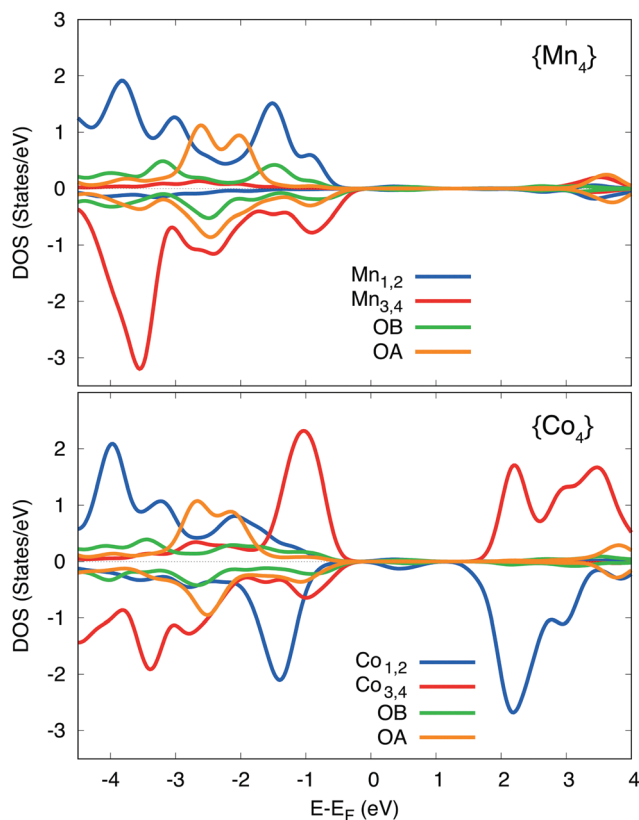 3
{Mn4}
2
1
0
-1
-2
-3
DOS (States/eV)
Mn1,2
Mn3,4
OB
OA
{Co4}
2
1
0
-1
-2
-3
DOS (States/eV)
Co1,2
Co3,4
OB
OA
-4 -3 -2 -1 0 1 2 3 4
E-EF (eV)